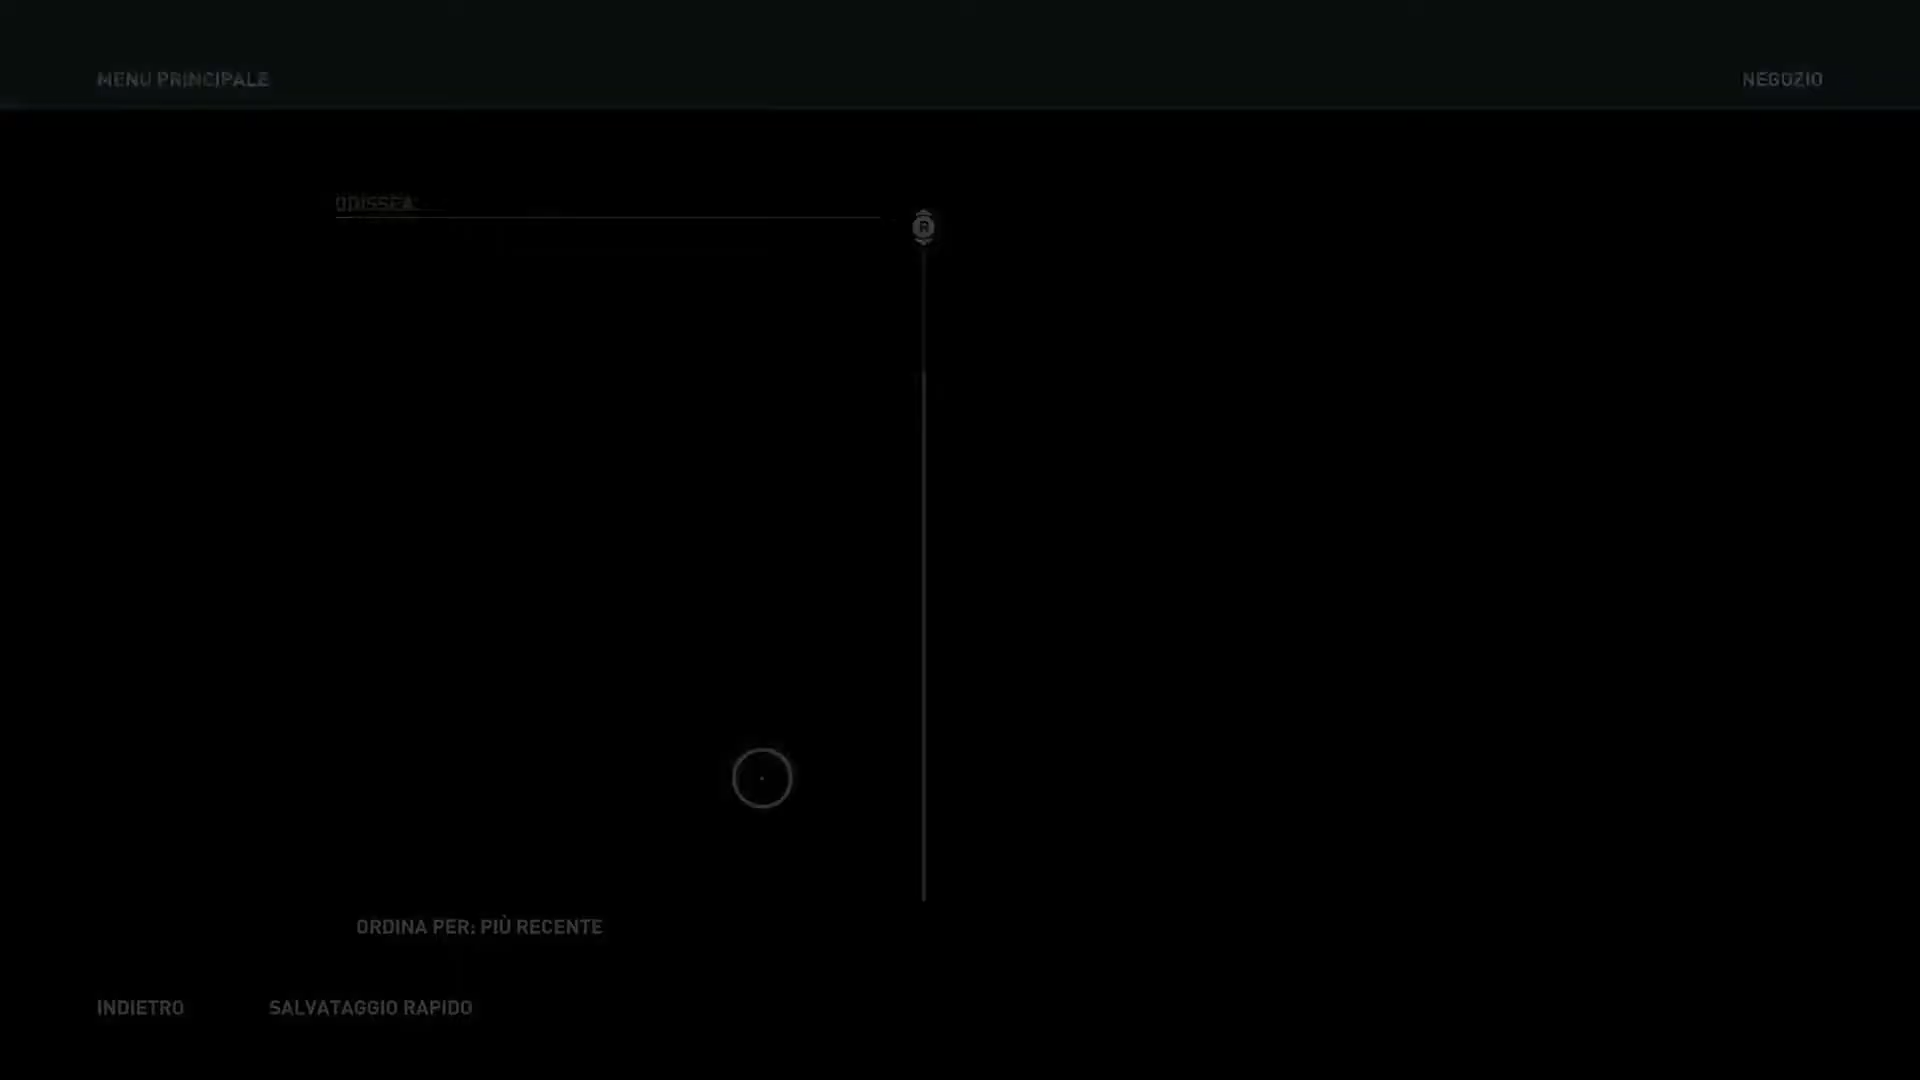 MENU PRINCIPALE
NEGOZIO
ODISSEA:
R
ORDINA PER: PIÙ RECENTE
INDIETRO
SALVATAGGIO RAPIDO